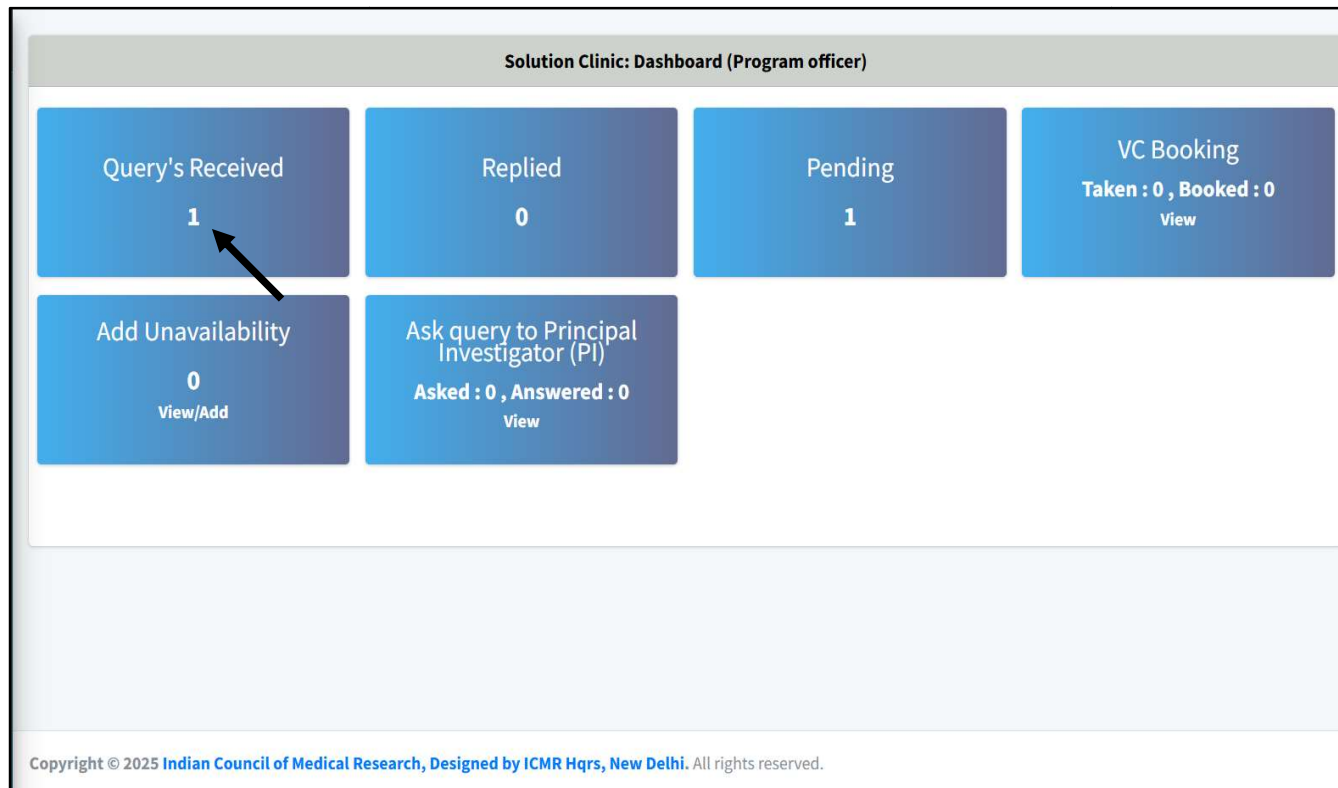 Solution Clinic: Dashboard (Program officer)
Query's Received
1
Replied
0
Pending
1
VC Booking
Taken : 0 , Booked : 0
View
Add Unavailability
0
View/Add
Ask query to Principal
Investigator (PI)
Asked : 0 , Answered : 0
View
Copyright © 2025 Indian Council of Medical Research, Designed by ICMR Hqrs, New Delhi. All rights reserved.